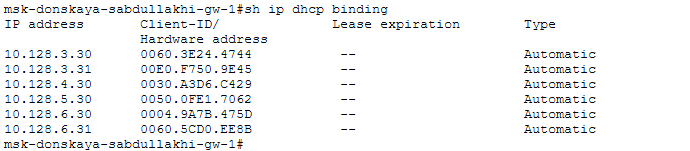 msk-donskaya-sabdullakhi-gw-1#sh ip dhcp binding
IP address       Client-ID/              Lease expiration        Type
                 Hardware address
10.128.3.30      0060.3E24.4744           --                     Automatic
10.128.3.31      00E0.F750.9E45           --                     Automatic
10.128.4.30      0030.A3D6.C429           --                     Automatic
10.128.5.30      0050.0FE1.7062           --                     Automatic
10.128.6.30      0004.9A7B.475D           --                     Automatic
10.128.6.31      0060.5CD0.EE8B           --                     Automatic
msk-donskaya-sabdullakhi-gw-1#